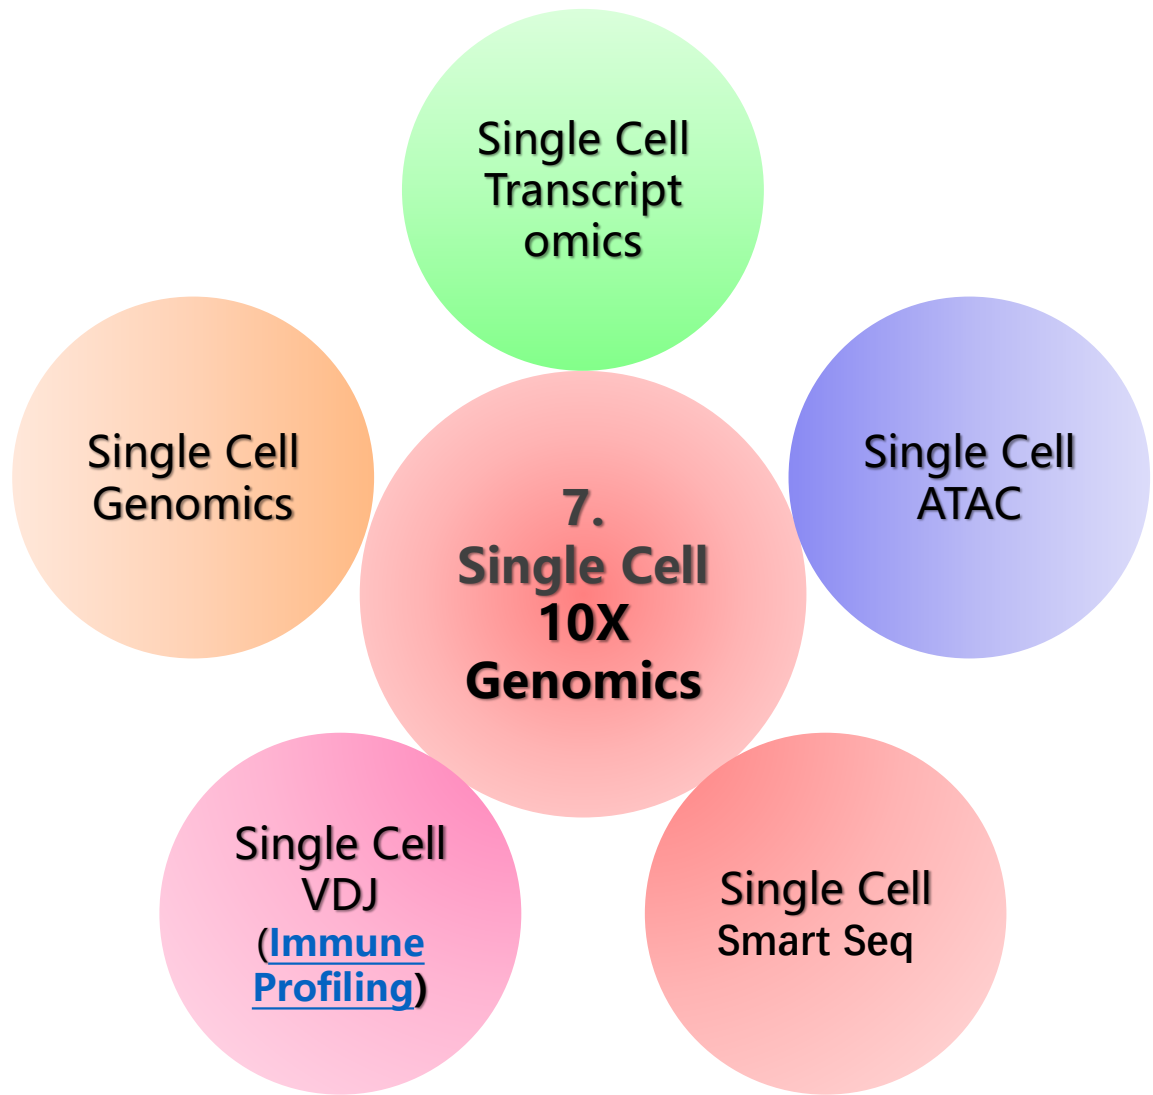 Single Cell
Transcript
omics
Single Cell
Genomics
Single Cell
ATAC
7.
Single Cell
10X
Genomics
Single Cell
VDJ
(Immune
Profiling)
Single Cell
Smart Seq